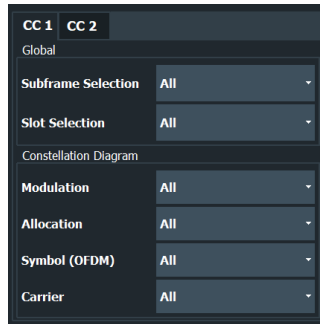 CC 1 CC 2
Global
Subframe Selection All
Slot Selection All
Constellation Diagram
Modulation All
Allocation All
Symbol (OFDM) All
Carrier All